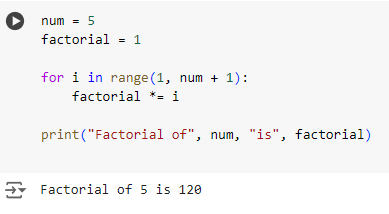 num = 5
factorial = 1
for i in range(1, num + 1):
    factorial *= i
print("Factorial of", num, "is", factorial)
Factorial of 5 is 120